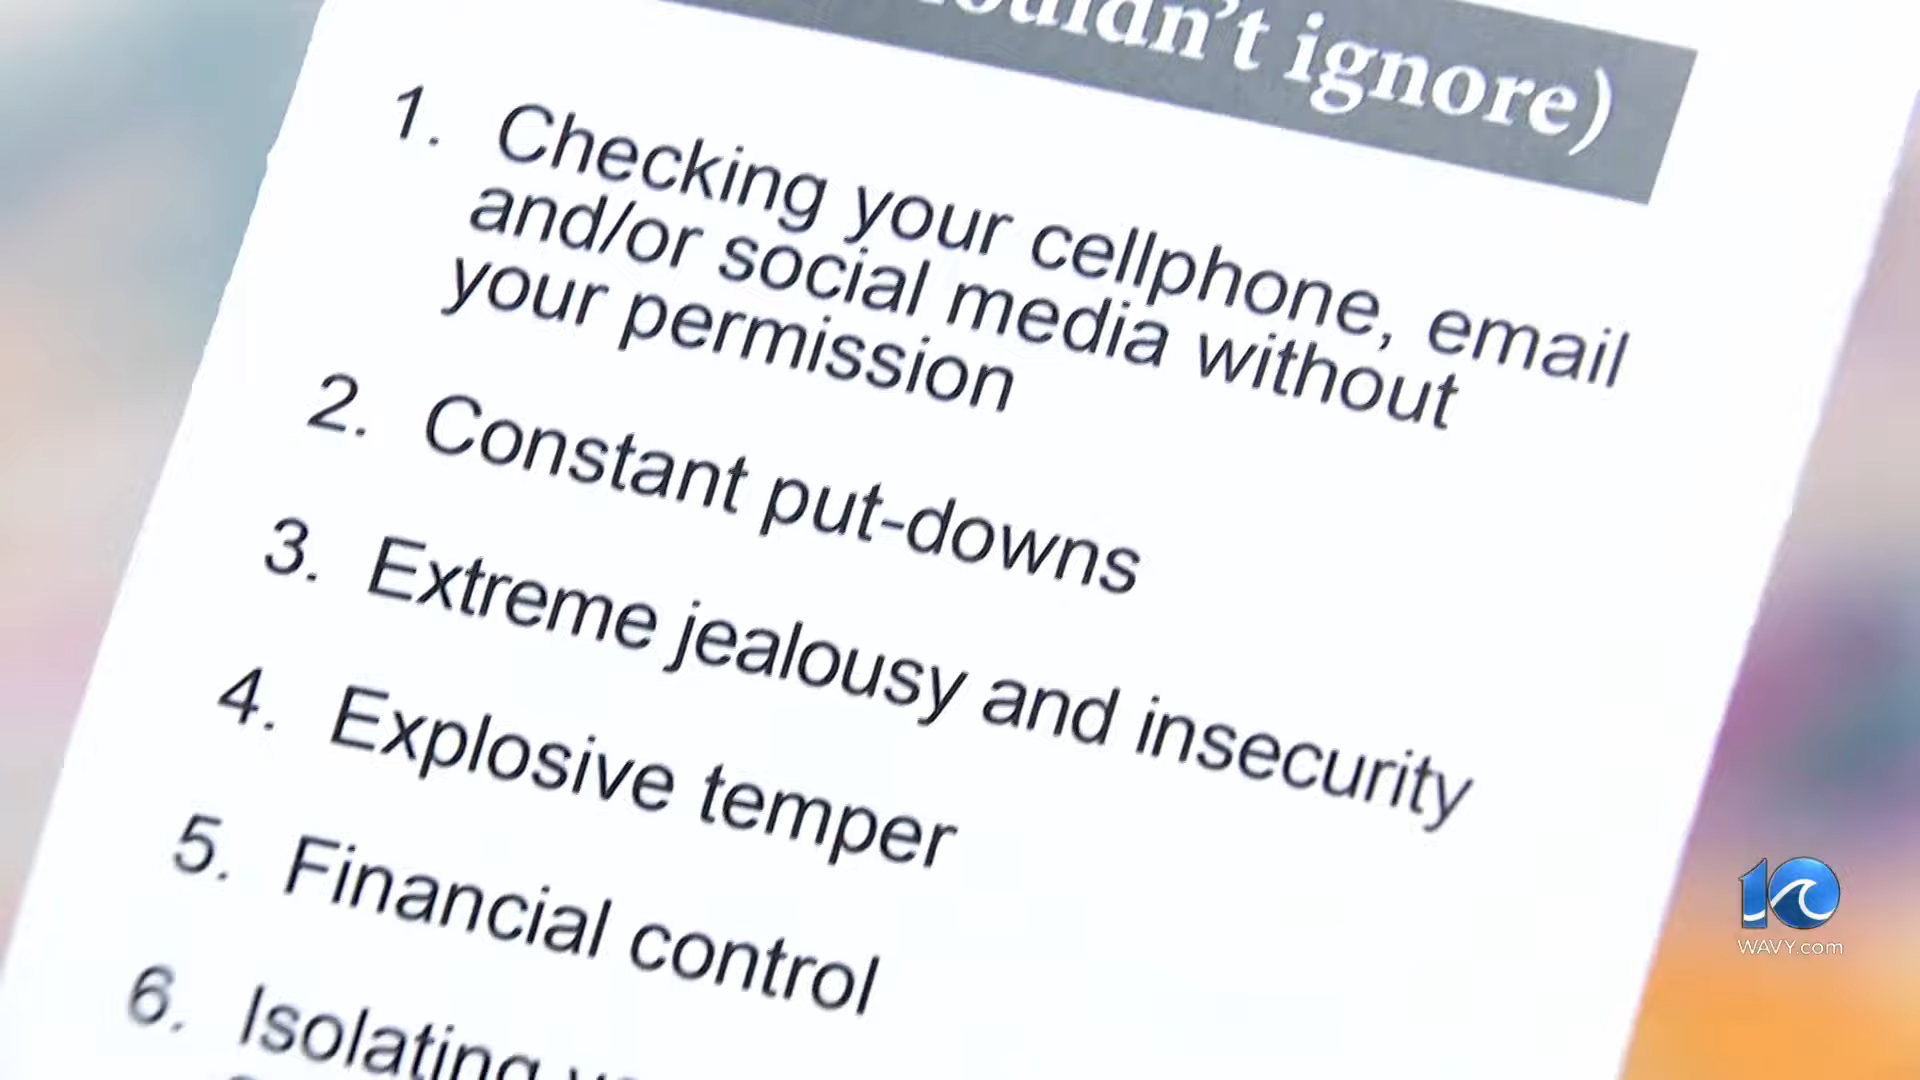 ignore)
1. Checking your cellphone, email
and/or social media without
your permission
2. Constant put-downs
3. Extreme jealousy and insecurity
4. Explosive temper
5. Financial control
6. Isolating
10
WAVY.com